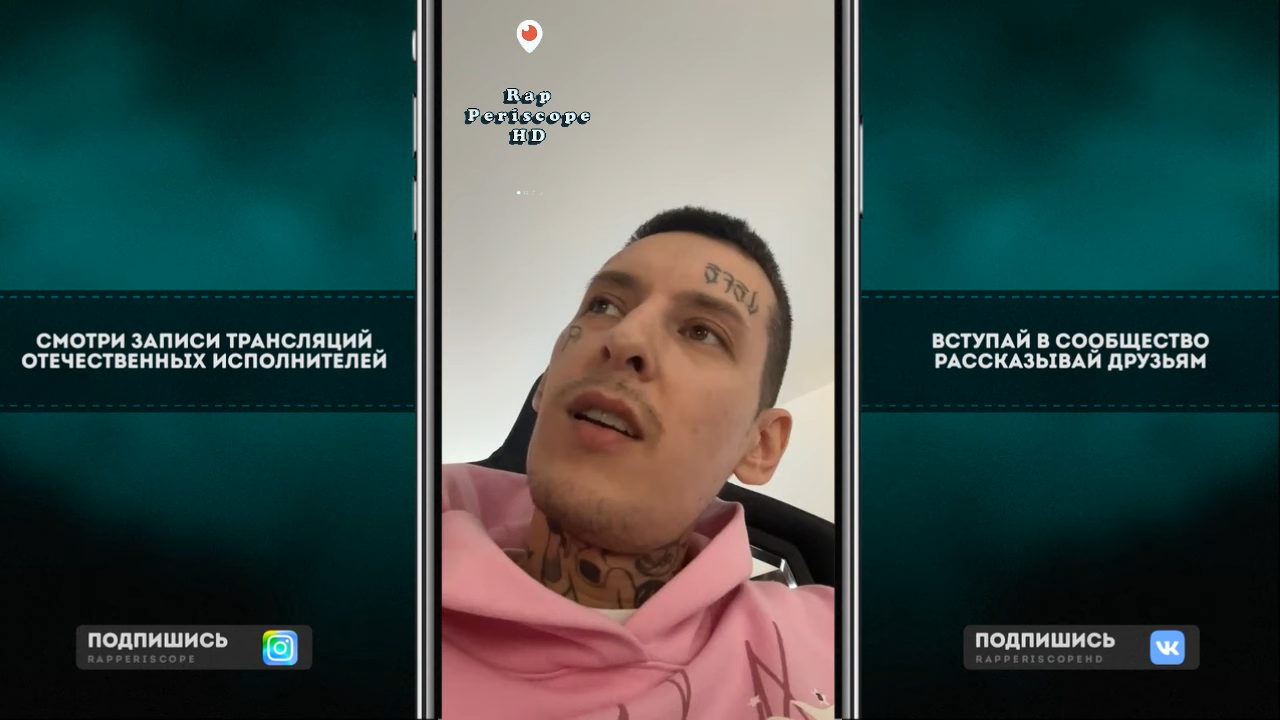 Rap
Periscope
HD
СМОТРИ ЗАПИСИ ТРАНСЛЯЦИЙ
ОТЕЧЕСТВЕННЫХ ИСПОЛНИТЕЛЕЙ
ВСТУПАЙ В СООБЩЕСТВО
РАССКАЗЫВАЙ ДРУЗЬЯМ
ПОДПИШИСЬ
RAPPERISCOPE
ПОДПИШИСЬ
RAPPERISCOPEHD